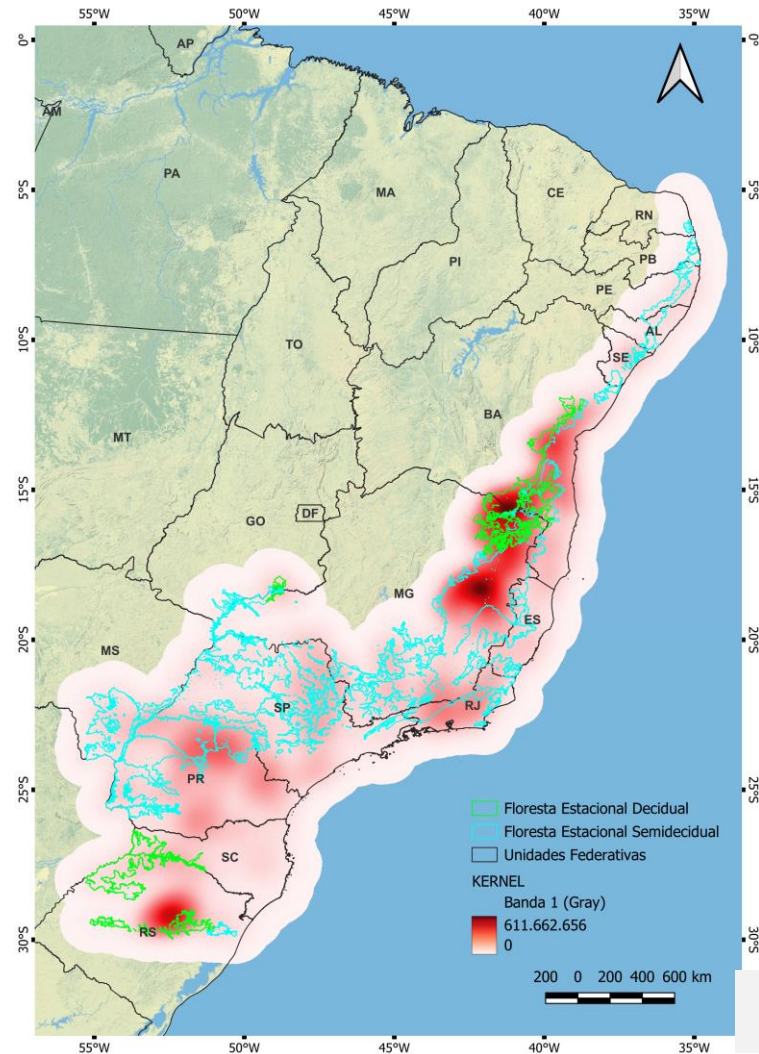 55°W 50°W 45°W 40°W 35°W
0° 0°
AP
AM
PA
MA
CE
5°S 5°S
RN
PI
PB
PE
TO
AL
10°S 10°S
SE
BA
MT
15°S 15°S
GO
DF
MG
ES
20°S 20°S
MS
SP
RJ
PR
25°S 25°S
SC
RS
30°S 30°S
Floresta Estacional Decidual
Floresta Estacional Semidecidual
Unidades Federativas
KERNEL
Banda 1 (Gray)
611.662.656
0
200 0 200 400 600 km
55°W 50°W 45°W 40°W 35°W